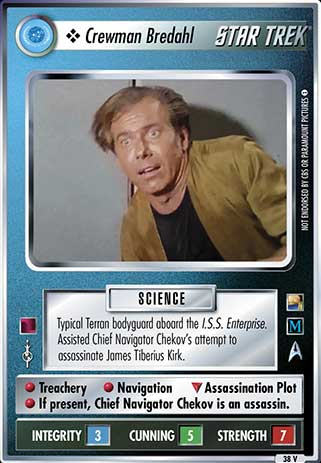 ❖ Crewman Bredahl
STAR TREK
NOT ENDORSED BY CBS OR PARAMOUNT PICTURES
SCIENCE
Typical Terran bodyguard aboard the I.S.S. Enterprise.
Assisted Chief Navigator Chekov's attempt to
assassinate James Tiberius Kirk.
M
Treachery Navigation Assassination Plot
If present, Chief Navigator Chekov is an assassin.
INTEGRITY 3 CUNNING 5 STRENGTH 7
38 V